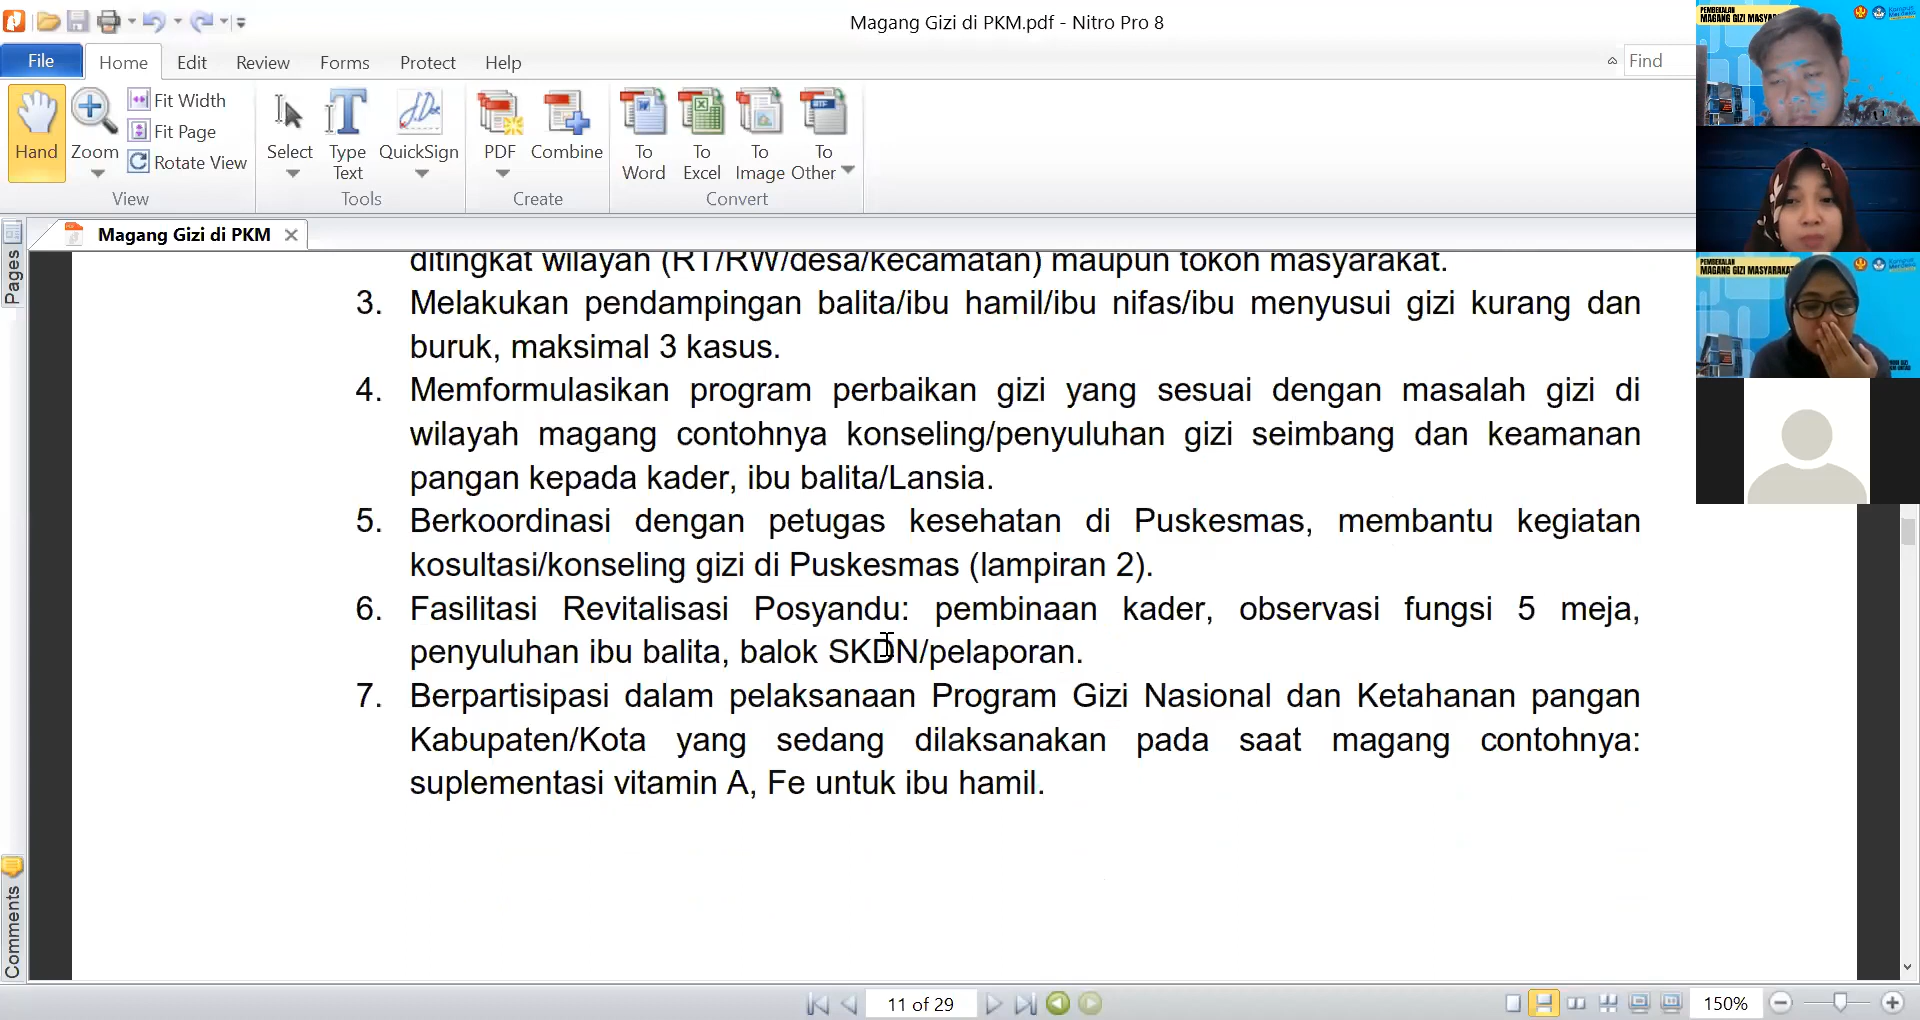 Magang Gizi di PKM.pdf - Nitro Pro 8
File Home Edit Review Forms Protect Help
Find
Hand
Zoom
Fit Width
Fit Page
Rotate View
View
Select
Type Text
QuickSign
Tools
PDF
Combine
Create
To Word
To Excel
To Image
To Other
Convert
Magang Gizi di PKM
Pages
Comments
ditingkat wilayah (RT/RW/desa/kecamatan) maupun tokoh masyarakat.
3. Melakukan pendampingan balita/ibu hamil/ibu nifas/ibu menyusui gizi kurang dan
buruk, maksimal 3 kasus.
4. Memformulasikan program perbaikan gizi yang sesuai dengan masalah gizi di
wilayah magang contohnya konseling/penyuluhan gizi seimbang dan keamanan
pangan kepada kader, ibu balita/Lansia.
5. Berkoordinasi dengan petugas kesehatan di Puskesmas, membantu kegiatan
kosultasi/konseling gizi di Puskesmas (lampiran 2).
6. Fasilitasi Revitalisasi Posyandu: pembinaan kader, observasi fungsi 5 meja,
penyuluhan ibu balita, balok SKDN/pelaporan.
7. Berpartisipasi dalam pelaksanaan Program Gizi Nasional dan Ketahanan pangan
Kabupaten/Kota yang sedang dilaksanakan pada saat magang contohnya:
suplementasi vitamin A, Fe untuk ibu hamil.
11 of 29
150%
PEMBEKALAN
MAGANG GIZI MASYARAKAT
PEMBEKALAN
MAGANG GIZI MASYARAKAT